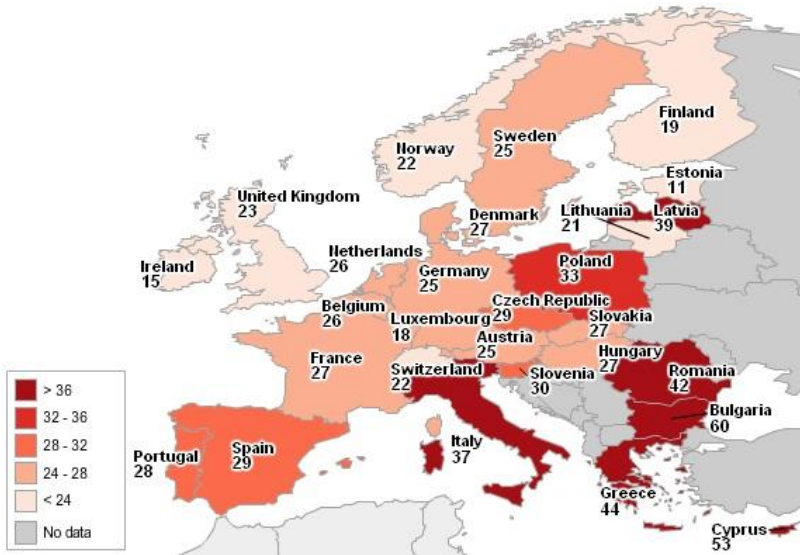 Finland
19
Sweden
25
Norway
22
Estonia
11
United Kingdom
23
Denmark
27
Lithuania
21
Latvia
39
Netherlands
26
Ireland
15
Germany
25
Poland
33
Belgium
26
Czech Republic
29
Luxembourg
18
Slovakia
27
Austria
25
France
27
Switzerland
22
Hungary
27
Slovenia
30
Romania
42
Bulgaria
60
Portugal
28
Spain
29
Italy
37
Greece
44
Cyprus
53
> 36
32 - 36
28 - 32
24 - 28
< 24
No data